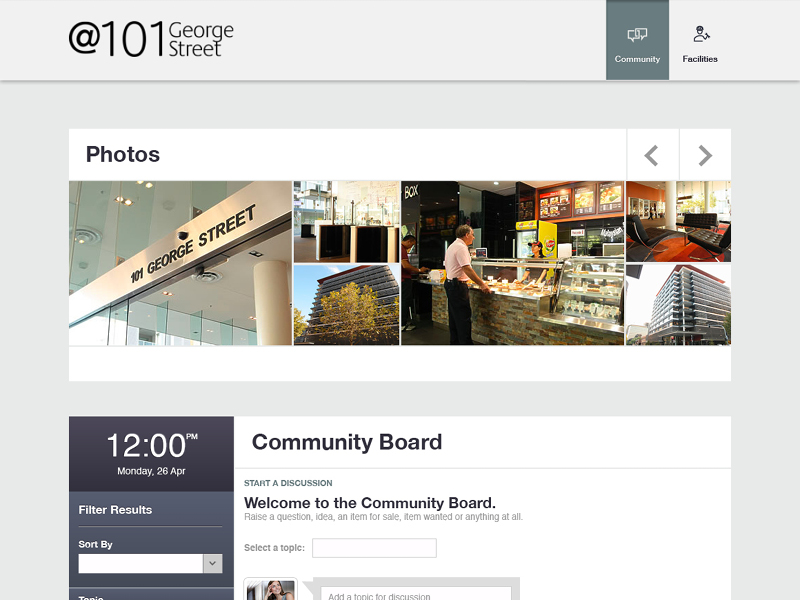 @101 George
Street
Community
Facilities
Photos
101 GEORGE STREET
BOX
12:00 PM
Monday, 26 Apr
Filter Results
Sort By
Topic
Community Board
START A DISCUSSION
Welcome to the Community Board.
Raise a question, idea, an item for sale, item wanted or anything at all.
Select a topic:
Add a topic for discussion